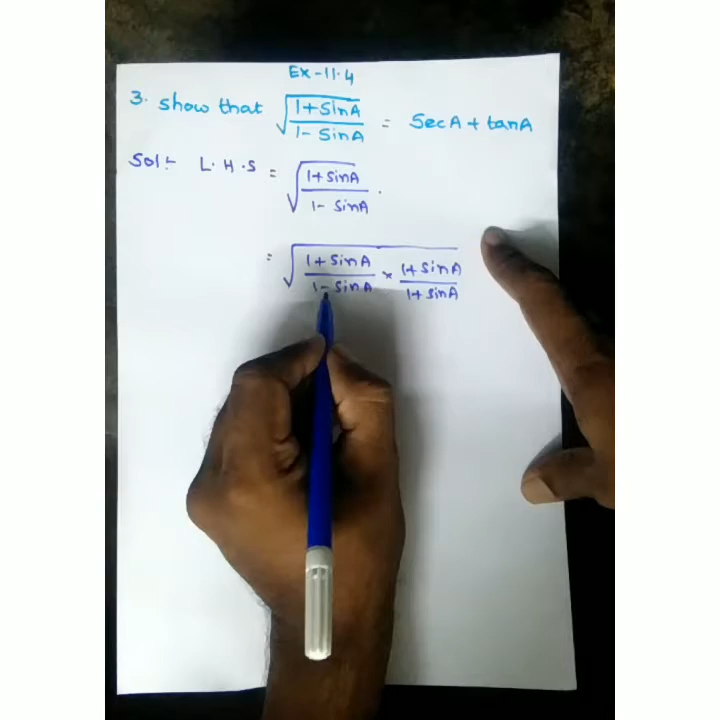 Ex-11.4
3. show that √(1+sinA)/(1-sinA) = SecA + tanA
Sol:- L.H.S = √(1+sinA)/(1-sinA).
= √(1+sinA)/(1-sinA) × (1+sinA)/(1+sinA)